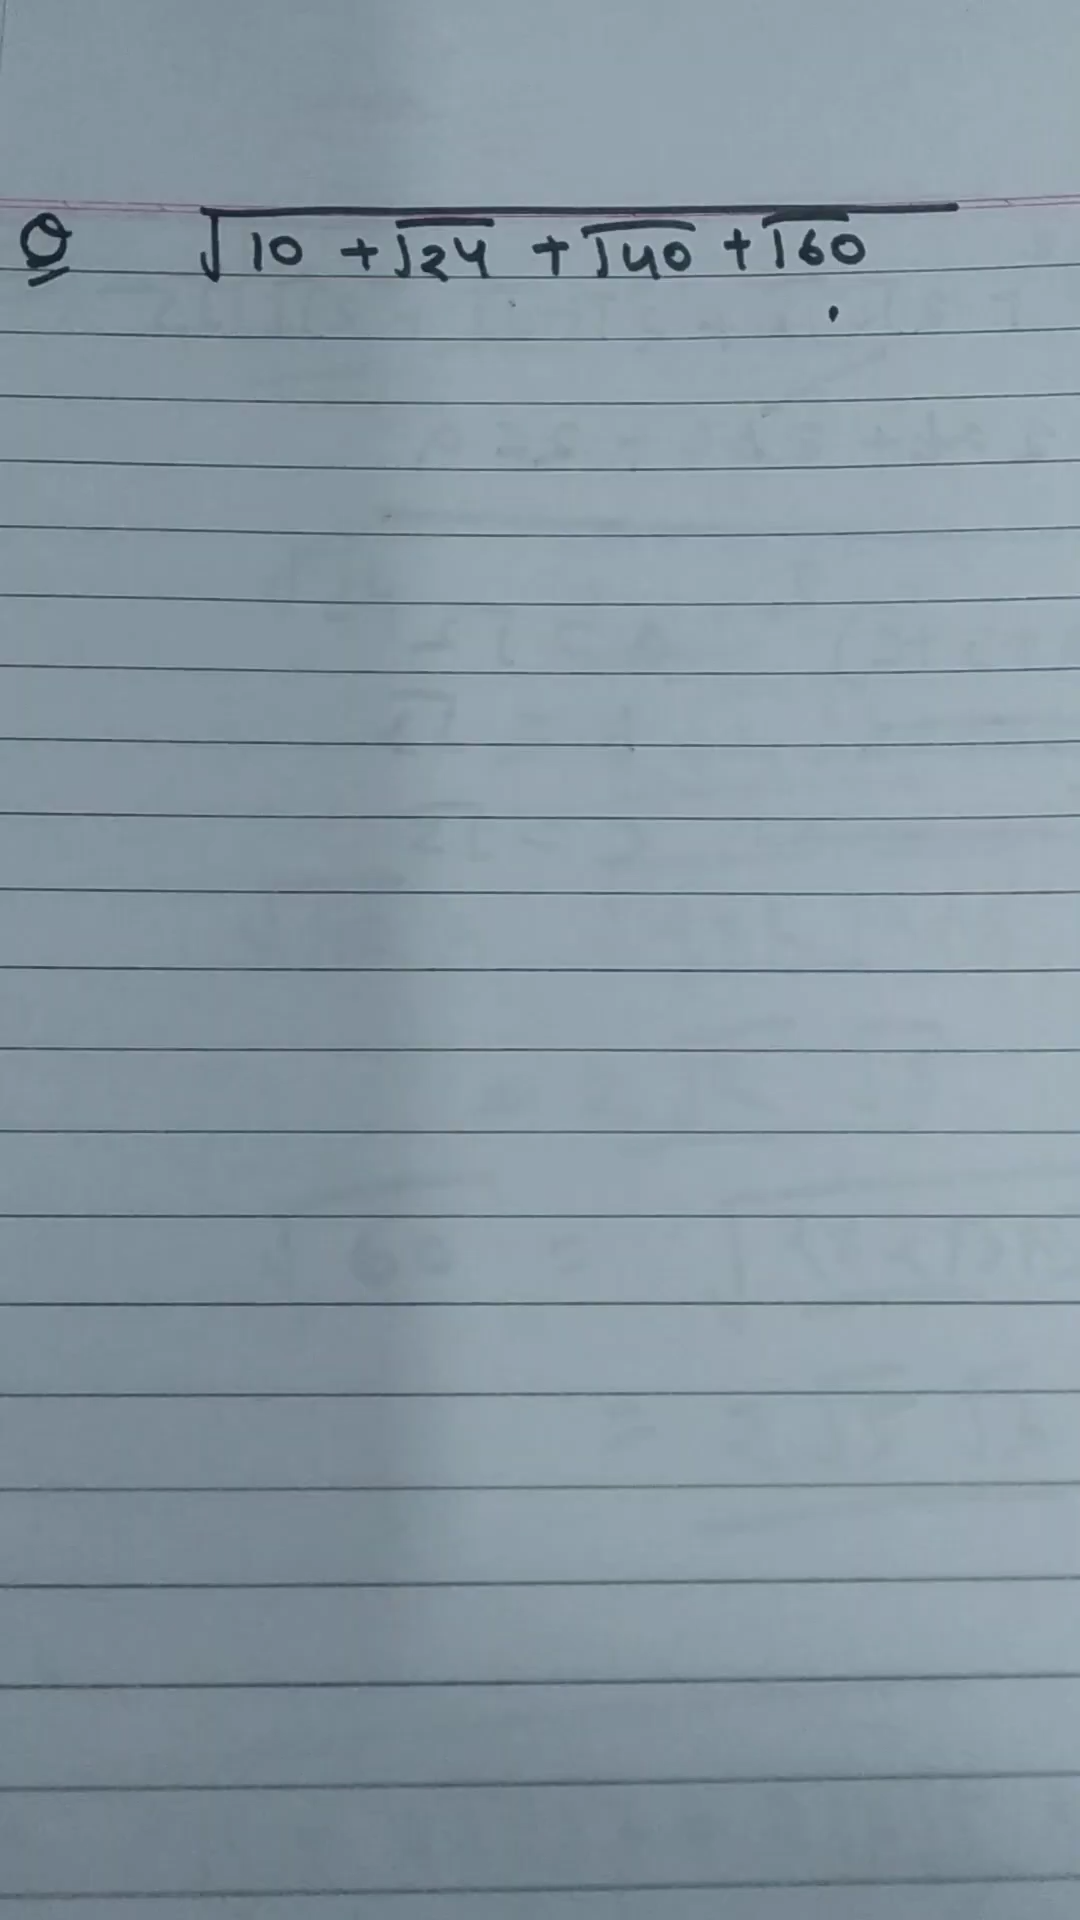 Q √(10 + √24 + √40 + √60)